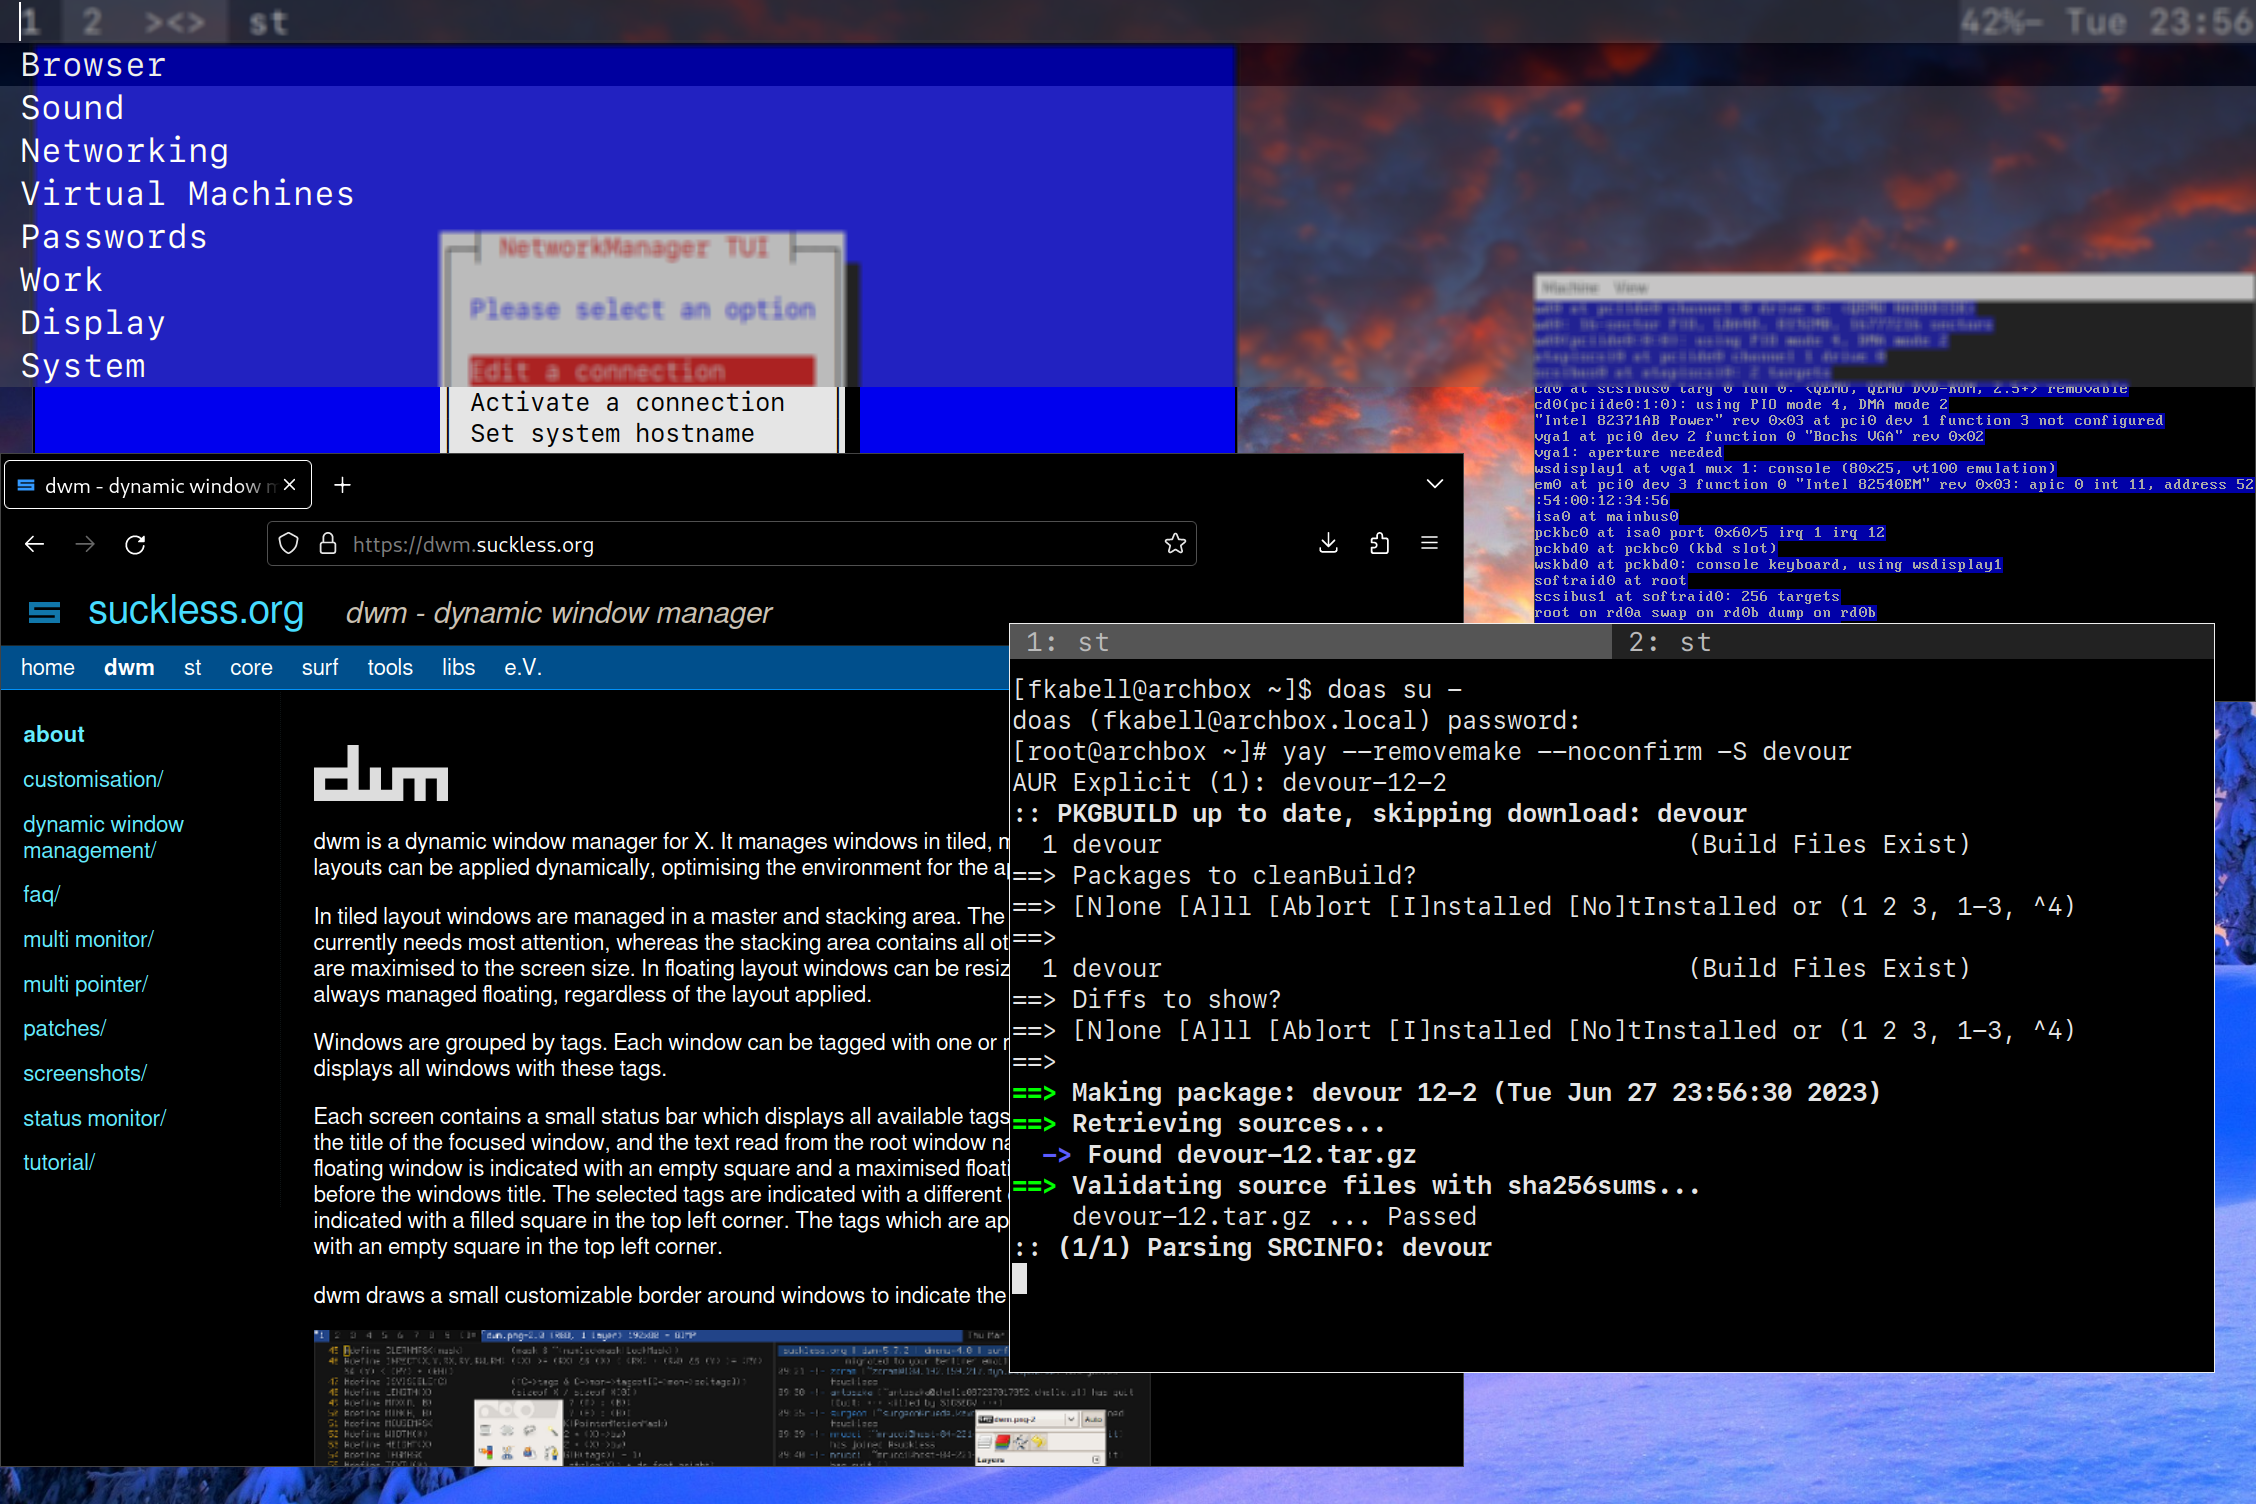 1 2 ><> st
42%- Tue 23:56
Browser
Sound
Networking
Virtual Machines
Passwords
Work
Display
System
NetworkManager TUI
Please select an option
Edit a connection
Activate a connection
Set system hostname
Machine View
cd0 at scsibus0 targ 0 lun 0: <QEMU, QEMU DVD-ROM, 2.5+> removable
cd0(pciide0:1:0): using PIO mode 4, DMA mode 2
"Intel 82371AB Power" rev 0x03 at pci0 dev 1 function 3 not configured
vga1 at pci0 dev 2 function 0 "Bochs VGA" rev 0x02
vga1: aperture needed
wsdisplay1 at vga1 mux 1: console (80x25, vt100 emulation)
em0 at pci0 dev 3 function 0 "Intel 82540EM" rev 0x03: apic 0 int 11, address 52
:54:00:12:34:56
isa0 at mainbus0
pckbc0 at isa0 port 0x60/5 irq 1 irq 12
pckbd0 at pckbc0 (kbd slot)
wskbd0 at pckbd0: console keyboard, using wsdisplay1
softraid0 at root
scsibus1 at softraid0: 256 targets
root on rd0a swap on rd0b dump on rd0b
dwm - dynamic window
https://dwm.suckless.org
suckless.org dwm - dynamic window manager
home dwm st core surf tools libs e.V.
about
customisation/
dynamic window
management/
faq/
multi monitor/
multi pointer/
patches/
screenshots/
status monitor/
tutorial/
dwm
dwm is a dynamic window manager for X. It manages windows in tiled,
layouts can be applied dynamically, optimising the environment for the
In tiled layout windows are managed in a master and stacking area. The
currently needs most attention, whereas the stacking area contains all
are maximised to the screen size. In floating layout windows can be
always managed floating, regardless of the layout applied.
Windows are grouped by tags. Each window can be tagged with one or
displays all windows with these tags.
Each screen contains a small status bar which displays all available tags
the title of the focused window, and the text read from the root window
floating window is indicated with an empty square and a maximised
before the windows title. The selected tags are indicated with a different
indicated with a filled square in the top left corner. The tags which are
with an empty square in the top left corner.
dwm draws a small customizable border around windows to indicate the
1: st 2: st
[fkabell@archbox ~]$ doas su -
doas (fkabell@archbox.local) password:
[root@archbox ~]# yay --removemake --noconfirm -S devour
AUR Explicit (1): devour-12-2
:: PKGBUILD up to date, skipping download: devour
1 devour (Build Files Exist)
==> Packages to cleanBuild?
==> [N]one [A]ll [Ab]ort [I]nstalled [No]tInstalled or (1 2 3, 1-3, ^4)
==>
1 devour (Build Files Exist)
==> Diffs to show?
==> [N]one [A]ll [Ab]ort [I]nstalled [No]tInstalled or (1 2 3, 1-3, ^4)
==>
==> Making package: devour 12-2 (Tue Jun 27 23:56:30 2023)
==> Retrieving sources...
-> Found devour-12.tar.gz
==> Validating source files with sha256sums...
devour-12.tar.gz ... Passed
:: (1/1) Parsing SRCINFO: devour